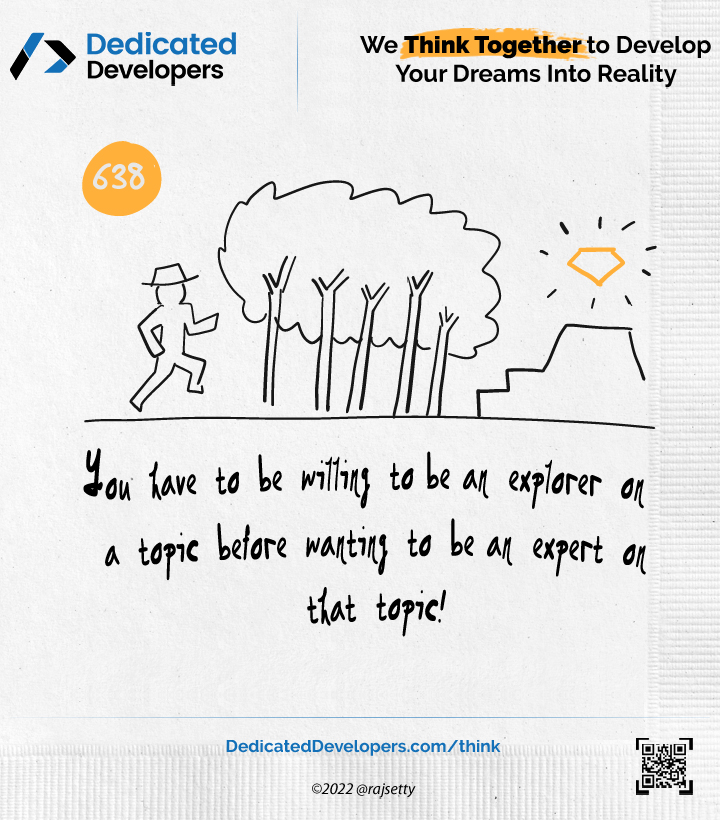 Dedicated
Developers
We Think Together to Develop
Your Dreams Into Reality
638
You have to be willing to be an explorer on
a topic before wanting to be an expert on
that topic!
DedicatedDevelopers.com/think
©2022 @rajsetty